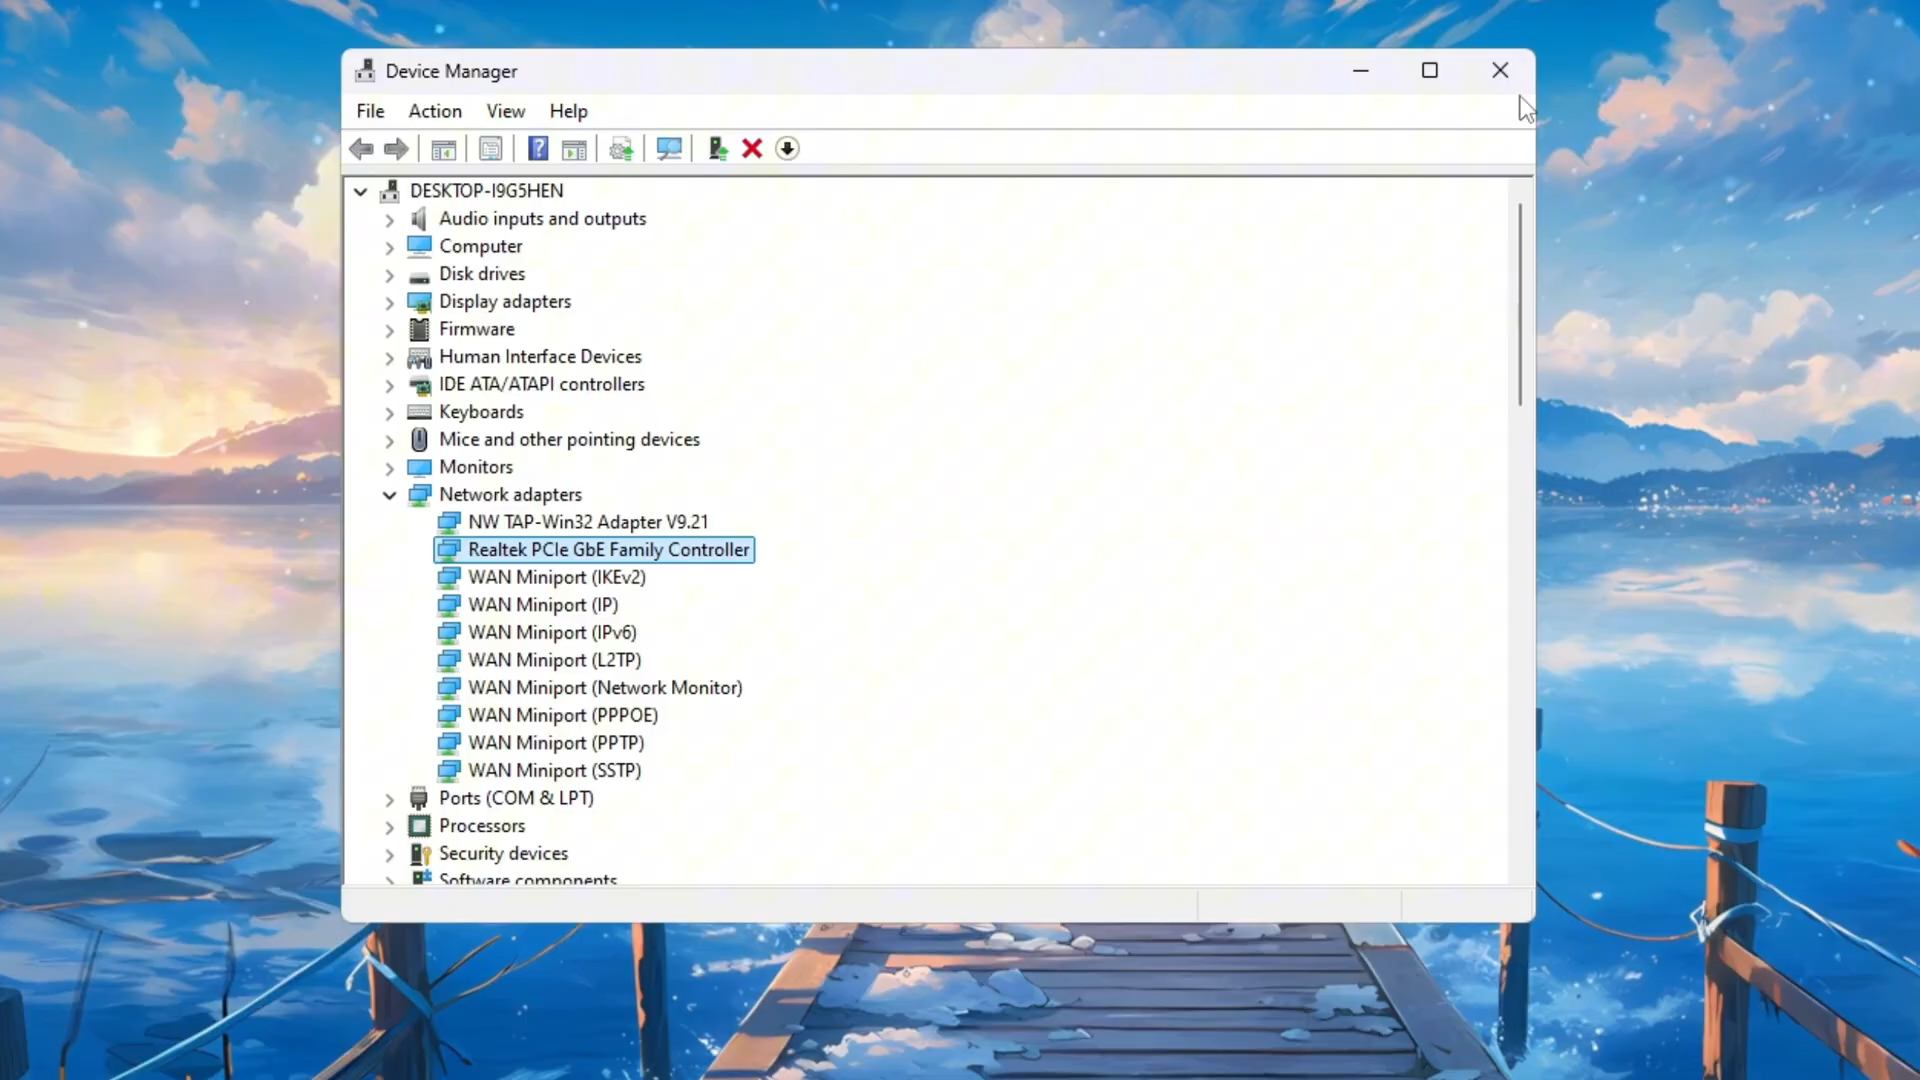 Device Manager
File Action View Help
DESKTOP-I9G5HEN
Audio inputs and outputs
Computer
Disk drives
Display adapters
Firmware
Human Interface Devices
IDE ATA/ATAPI controllers
Keyboards
Mice and other pointing devices
Monitors
Network adapters
NW TAP-Win32 Adapter V9.21
Realtek PCIe GbE Family Controller
WAN Miniport (IKEv2)
WAN Miniport (IP)
WAN Miniport (IPv6)
WAN Miniport (L2TP)
WAN Miniport (Network Monitor)
WAN Miniport (PPPOE)
WAN Miniport (PPTP)
WAN Miniport (SSTP)
Ports (COM & LPT)
Processors
Security devices
Software components